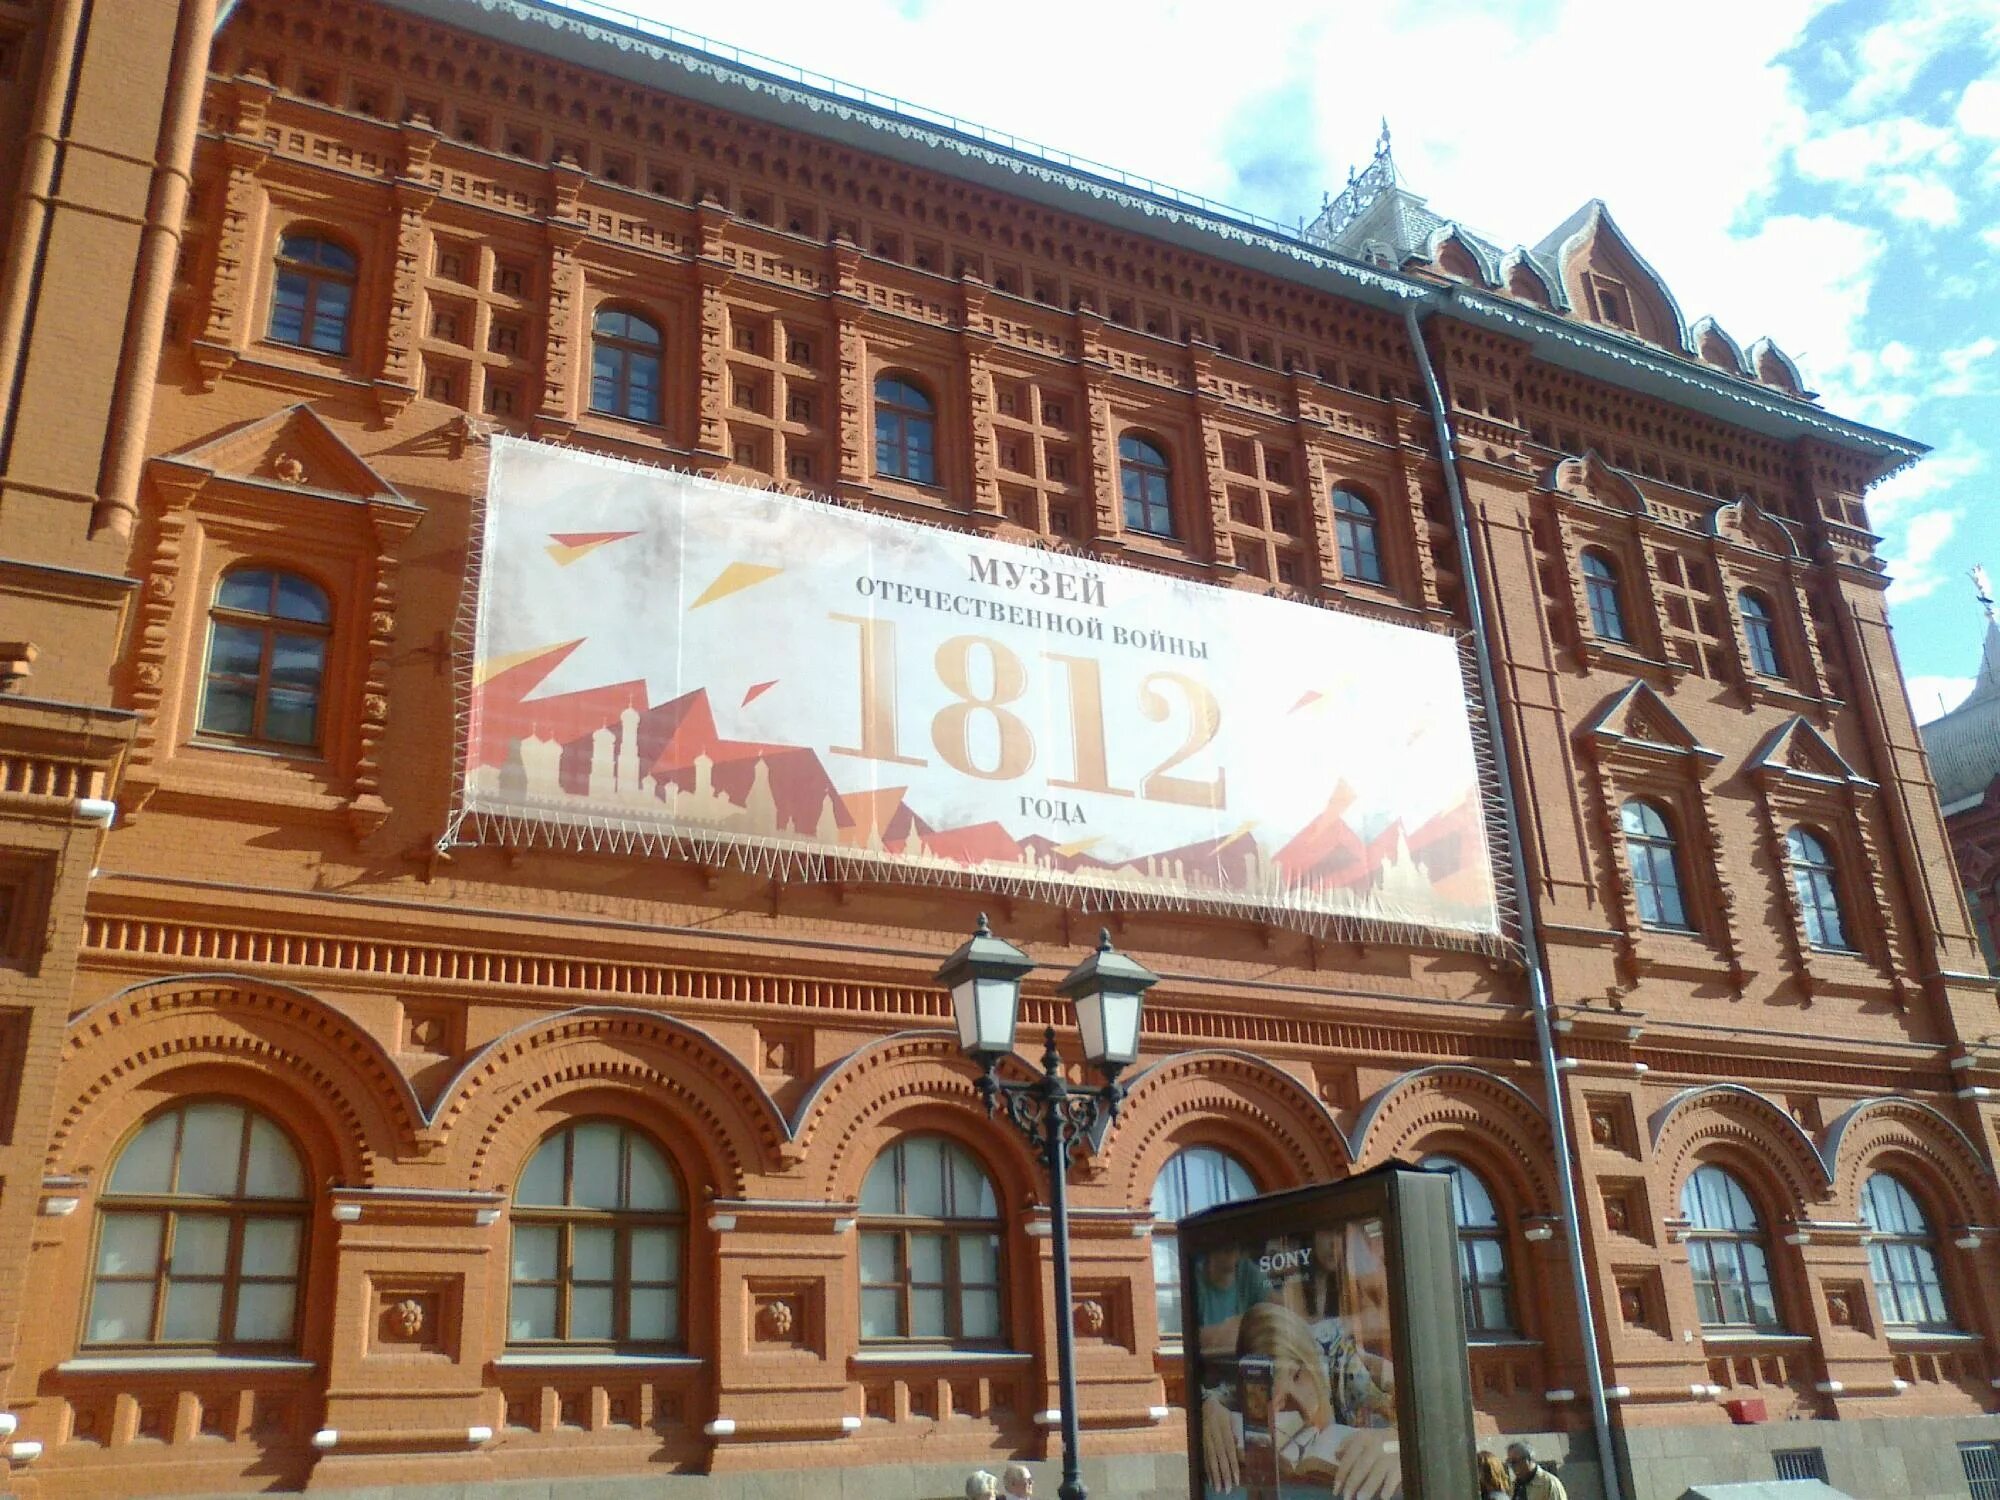 МУЗЕЙ
ОТЕЧЕСТВЕННОЙ ВОЙНЫ
1812
ГОДА
SONY